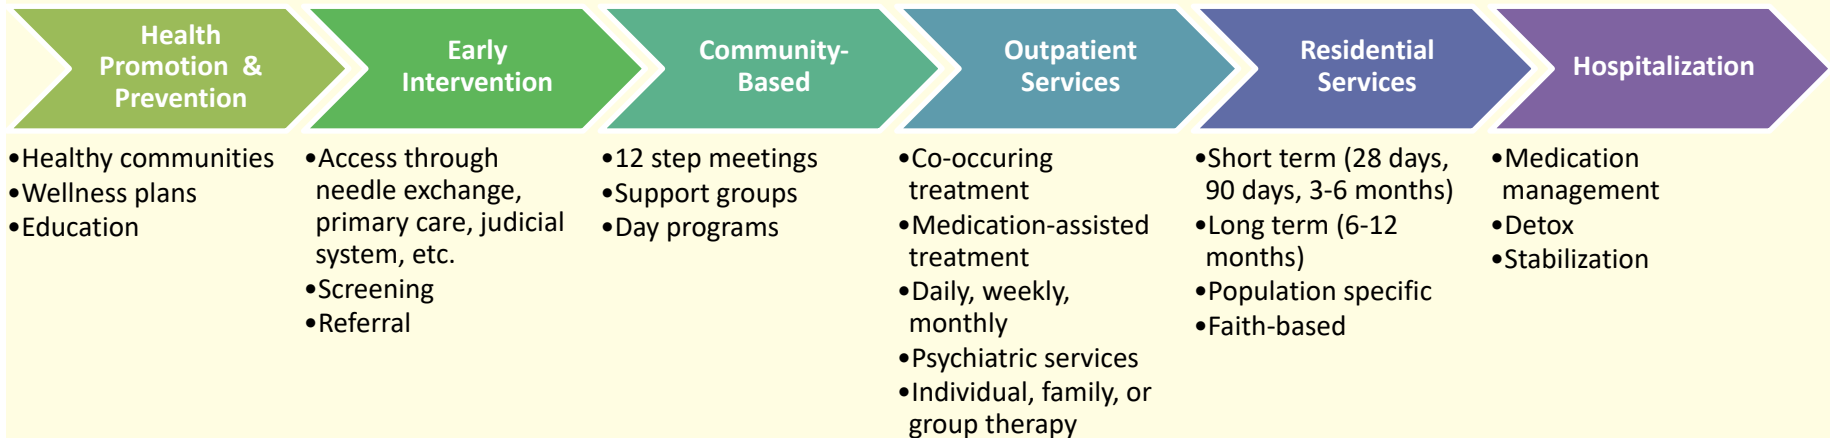 Health
Promotion &
Prevention
•Healthy communities
•Wellness plans
•Education
Early
Intervention
•Access through
needle exchange,
primary care, judicial
system, etc.
•Screening
•Referral
Community-
Based
•12 step meetings
•Support groups
•Day programs
Outpatient
Services
•Co-occuring
treatment
•Medication-assisted
treatment
•Daily, weekly,
monthly
•Psychiatric services
•Individual, family, or
group therapy
Residential
Services
•Short term (28 days,
90 days, 3-6 months)
•Long term (6-12
months)
•Population specific
•Faith-based
Hospitalization
•Medication
management
•Detox
•Stabilization